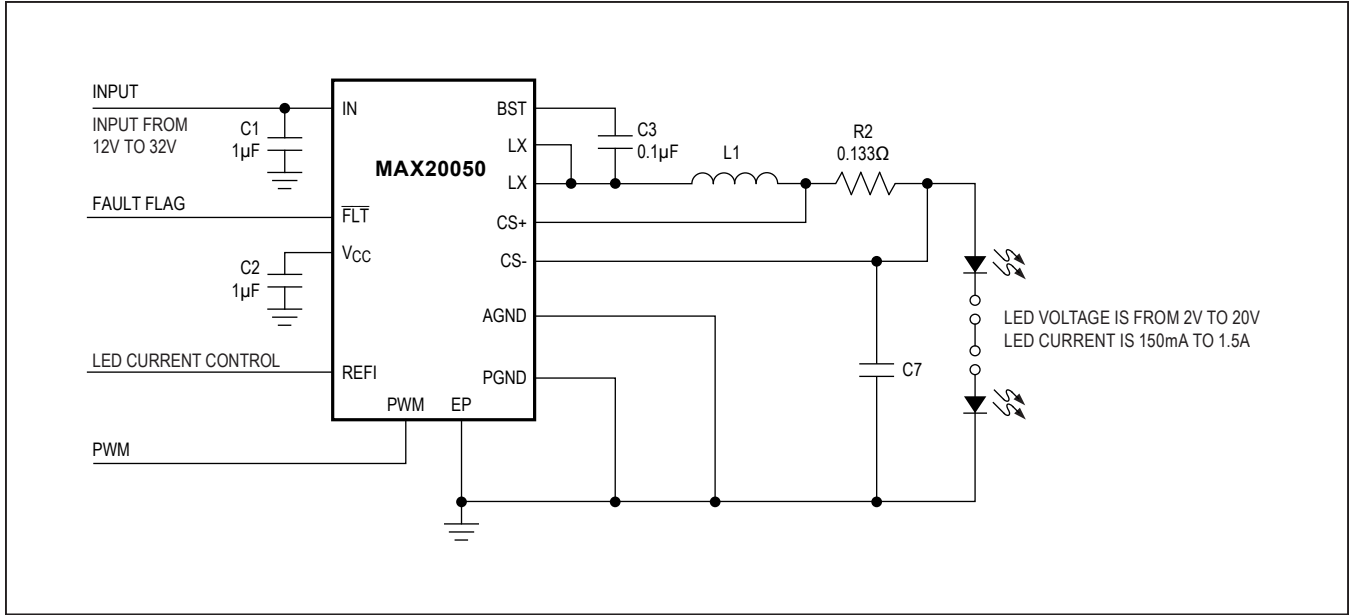 INPUT
INPUT FROM
12V TO 32V
C1
1µF
FAULT FLAG
C2
1µF
LED CURRENT CONTROL
PWM
IN
FLT
VCC
REFI
PWM
EP
MAX20050
BST
LX
LX
CS+
CS-
AGND
PGND
C3
0.1µF
L1
R2
0.133Ω
C7
LED VOLTAGE IS FROM 2V TO 20V
LED CURRENT IS 150mA TO 1.5A